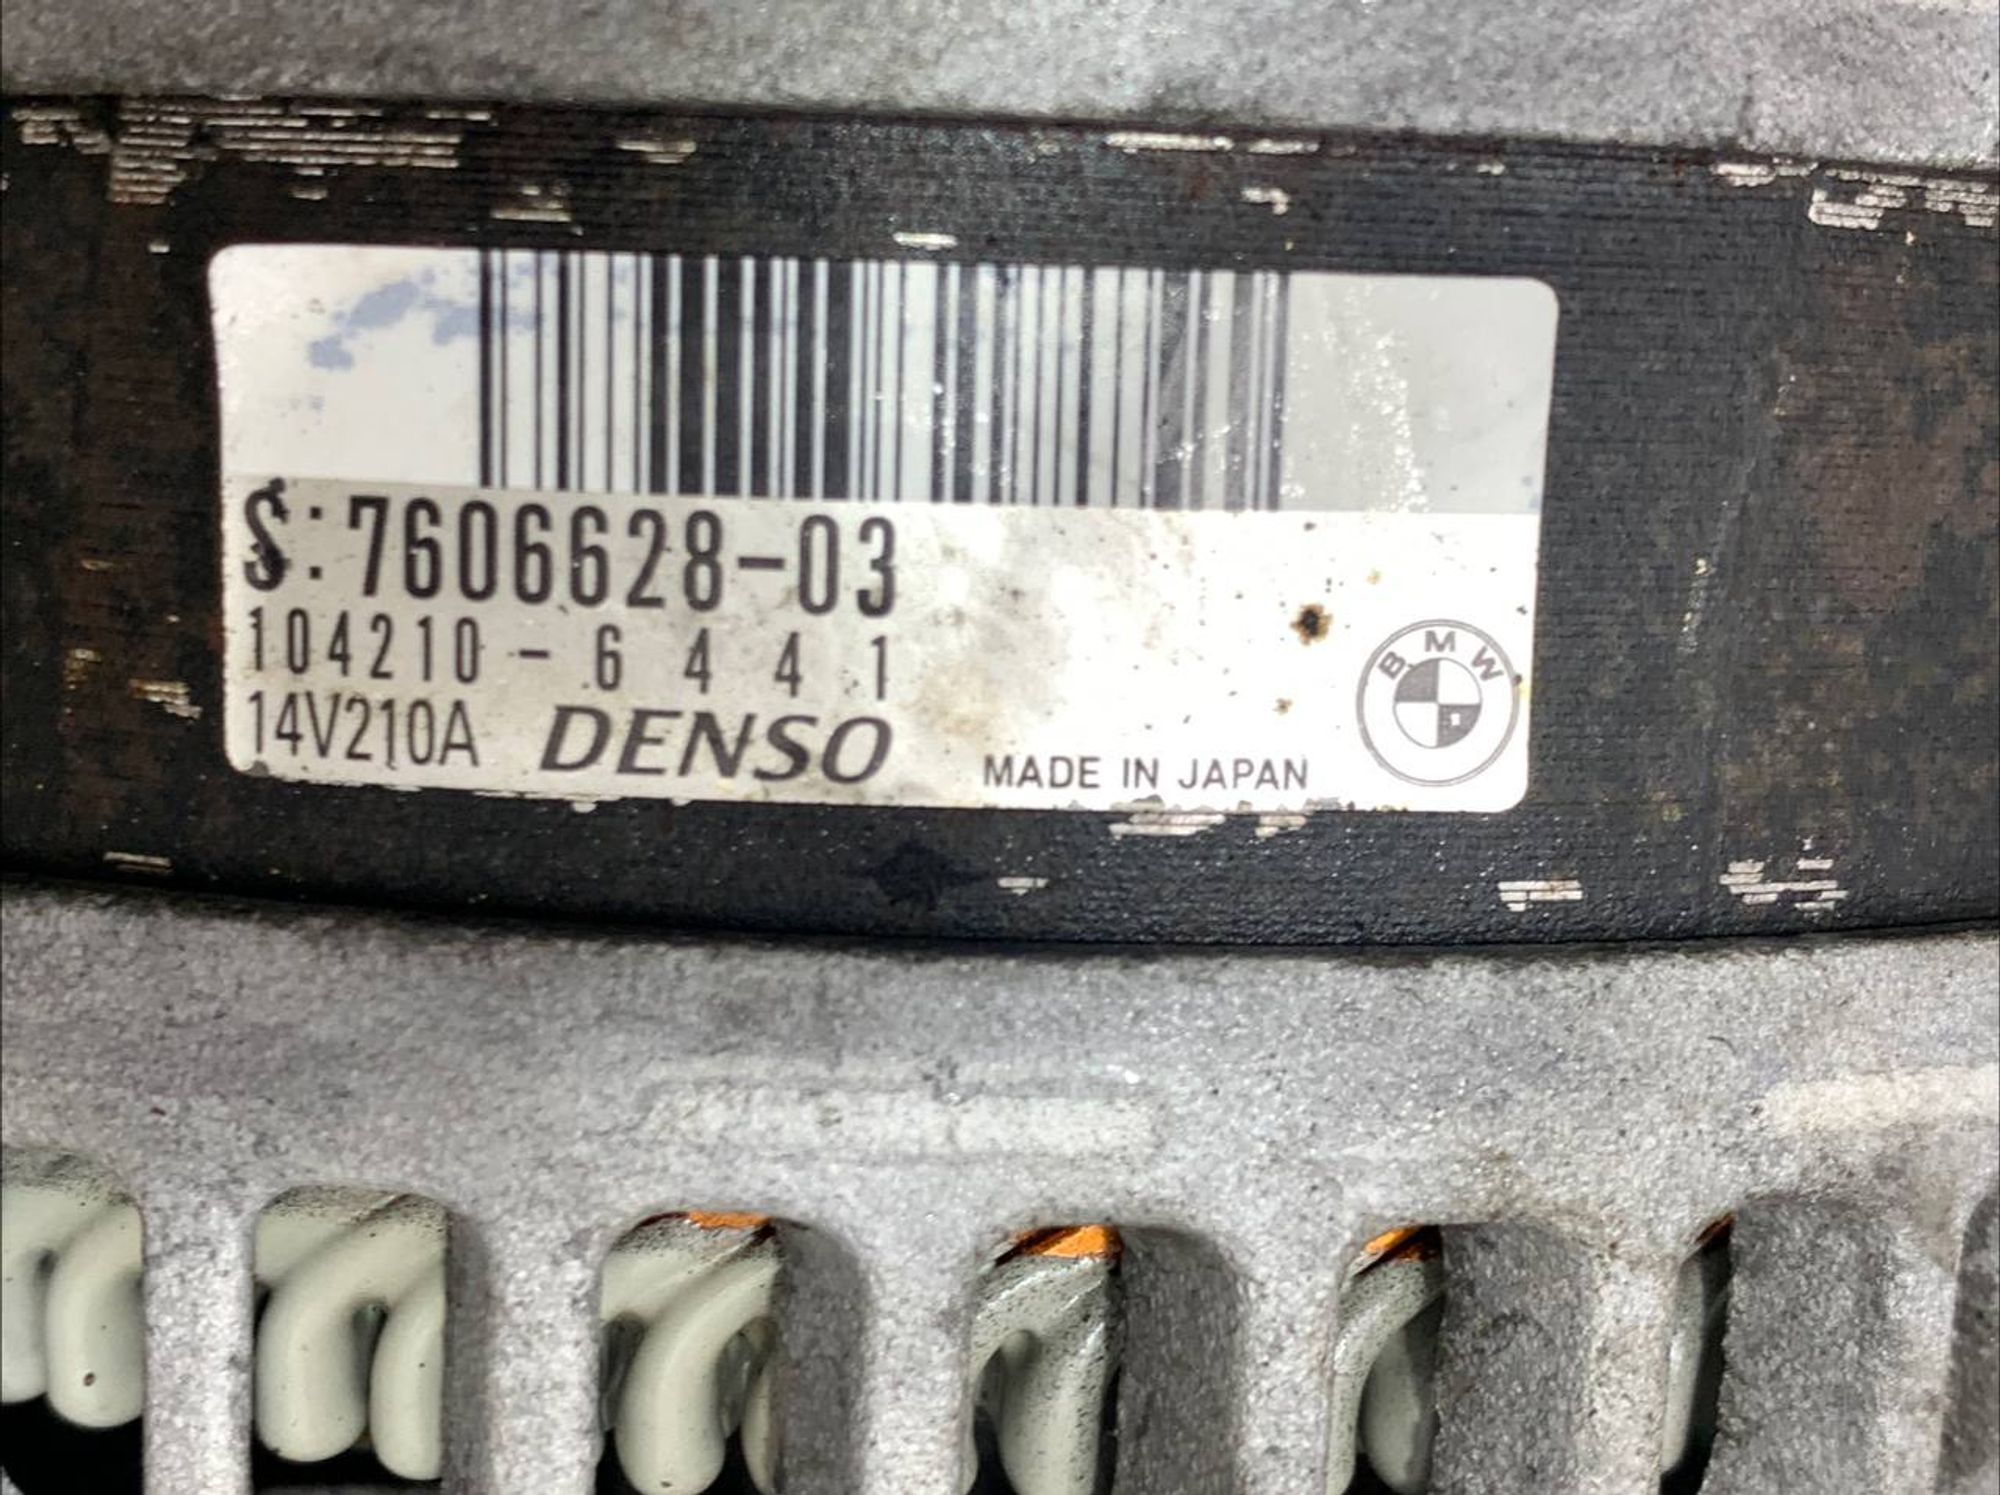 S:7606628-03
104210-6441
14V210A DENSO MADE IN JAPAN
BMW